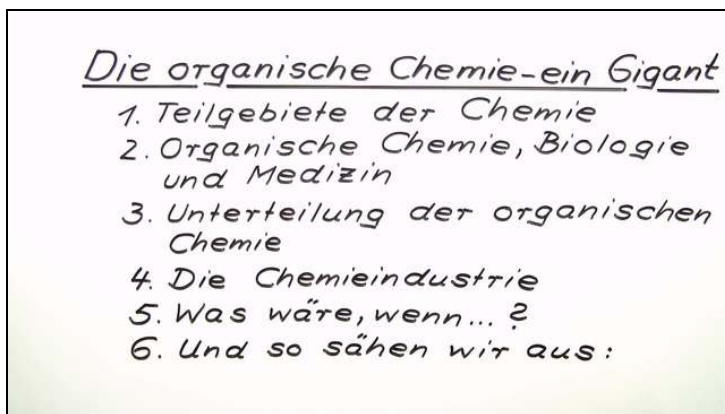 Die organische Chemie-ein Gigant
1. Teilgebiete der Chemie
2. Organische Chemie, Biologie
und Medizin
3. Unterteilung der organischen
Chemie
4. Die Chemieindustrie
5. Was wäre, wenn... ?
6. Und so sähen wir aus: